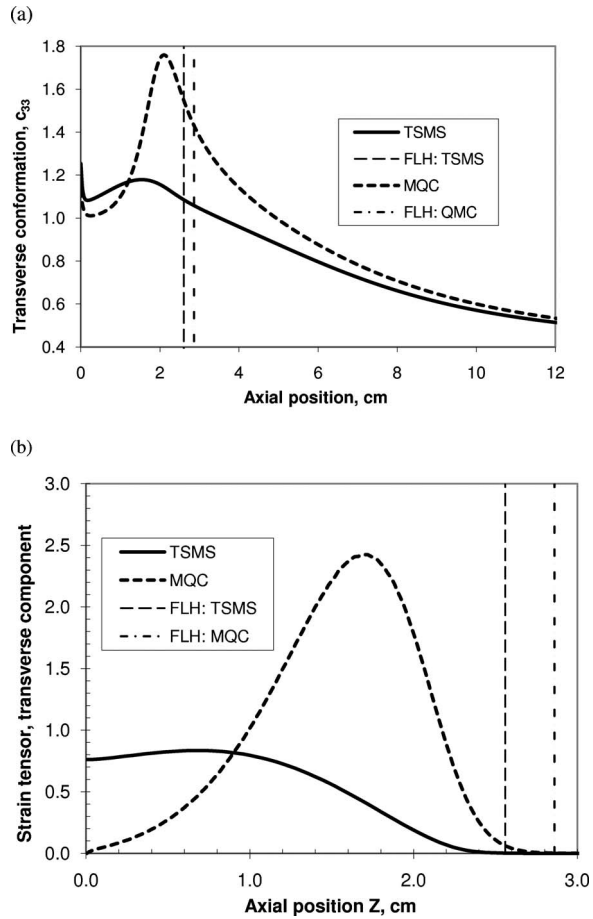 (a)
1.8
1.6
1.4
1.2
1.0
0.8
0.6
0.4
Transverse conformation, c33
TSMS
FLH: TSMS
MQC
FLH: QMC
0 2 4 6 8 10 12
Axial position, cm
(b)
3.0
2.5
2.0
1.5
1.0
0.5
0.0
Strain tensor, transverse component
TSMS
MQC
FLH: TSMS
FLH: MQC
0.0 1.0 2.0 3.0
Axial position Z, cm